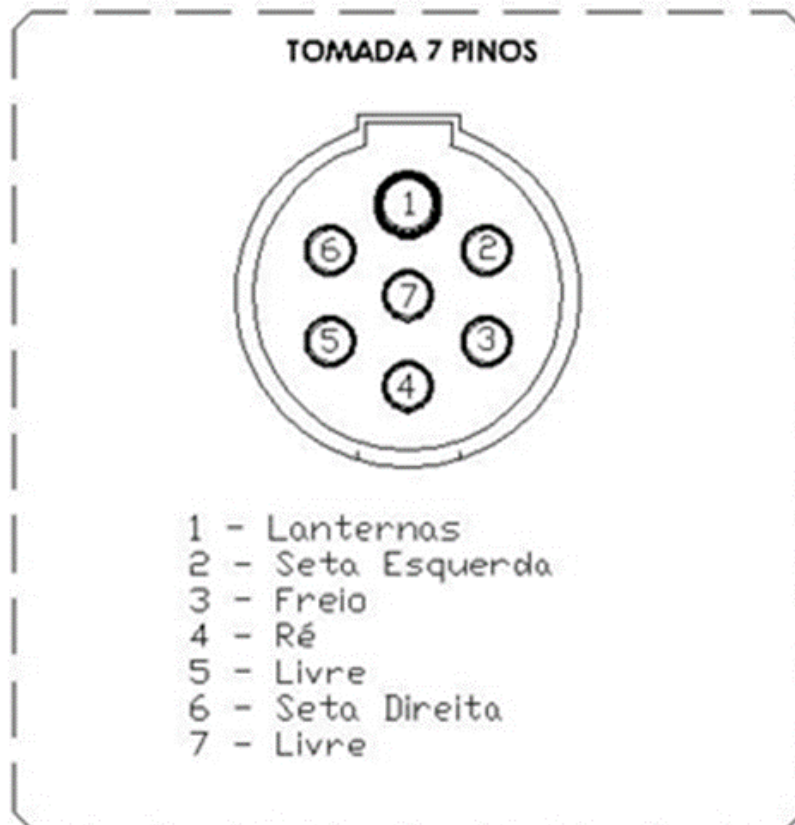 TOMADA 7 PINOS
1
6
2
7
5
3
4
1 - Lanternas
2 - Seta Esquerda
3 - Freio
4 - Ré
5 - Livre
6 - Seta Direita
7 - Livre